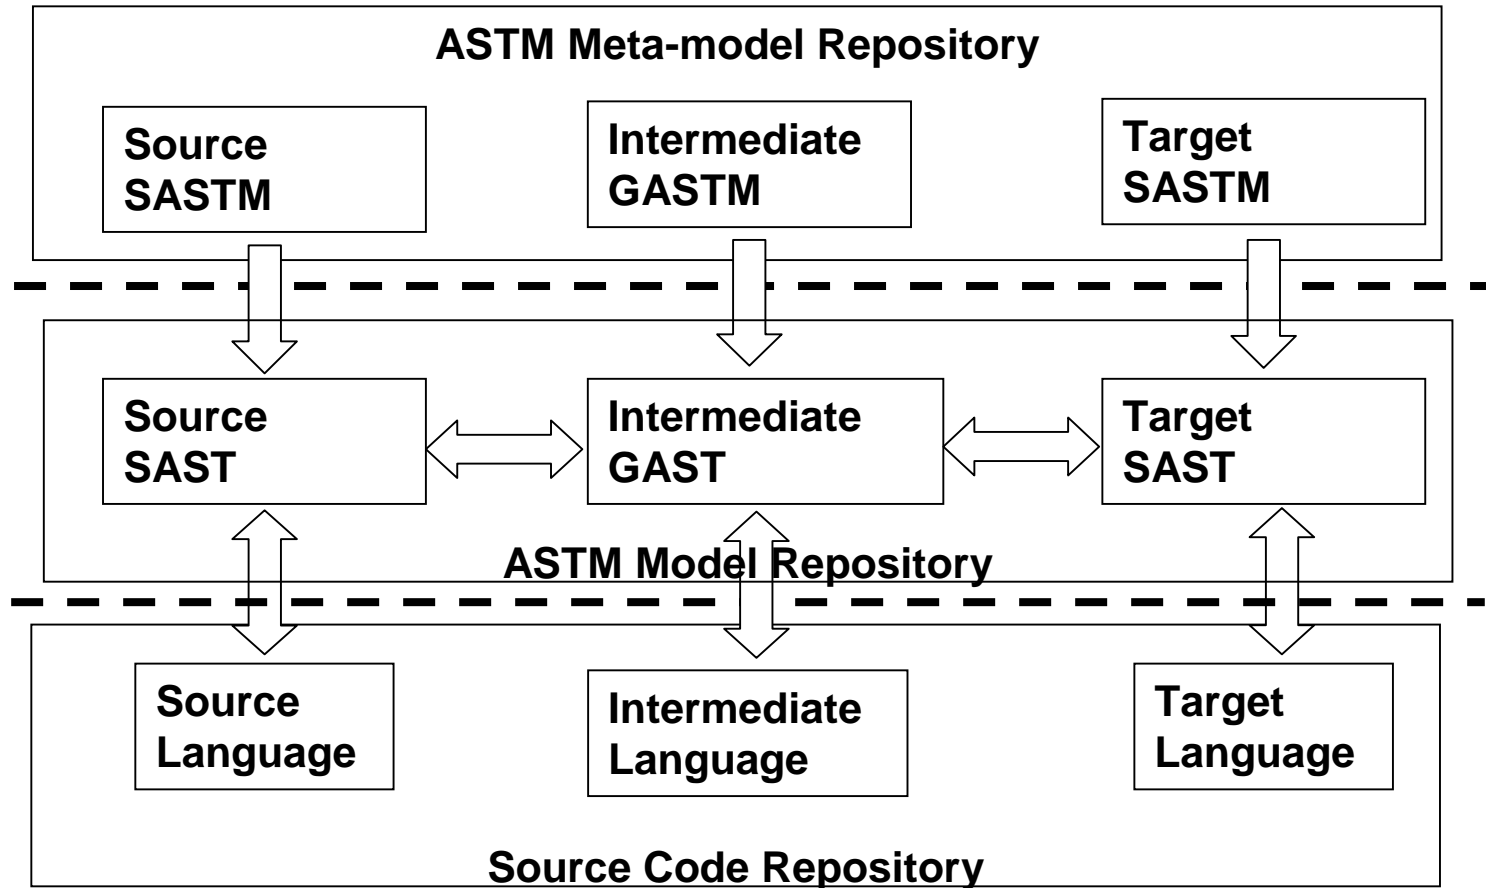 ASTM Meta-model Repository
Source
SASTM
Intermediate
GASTM
Target
SASTM
Source
SAST
Intermediate
GAST
Target
SAST
ASTM Model Repository
Source
Language
Intermediate
Language
Target
Language
Source Code Repository